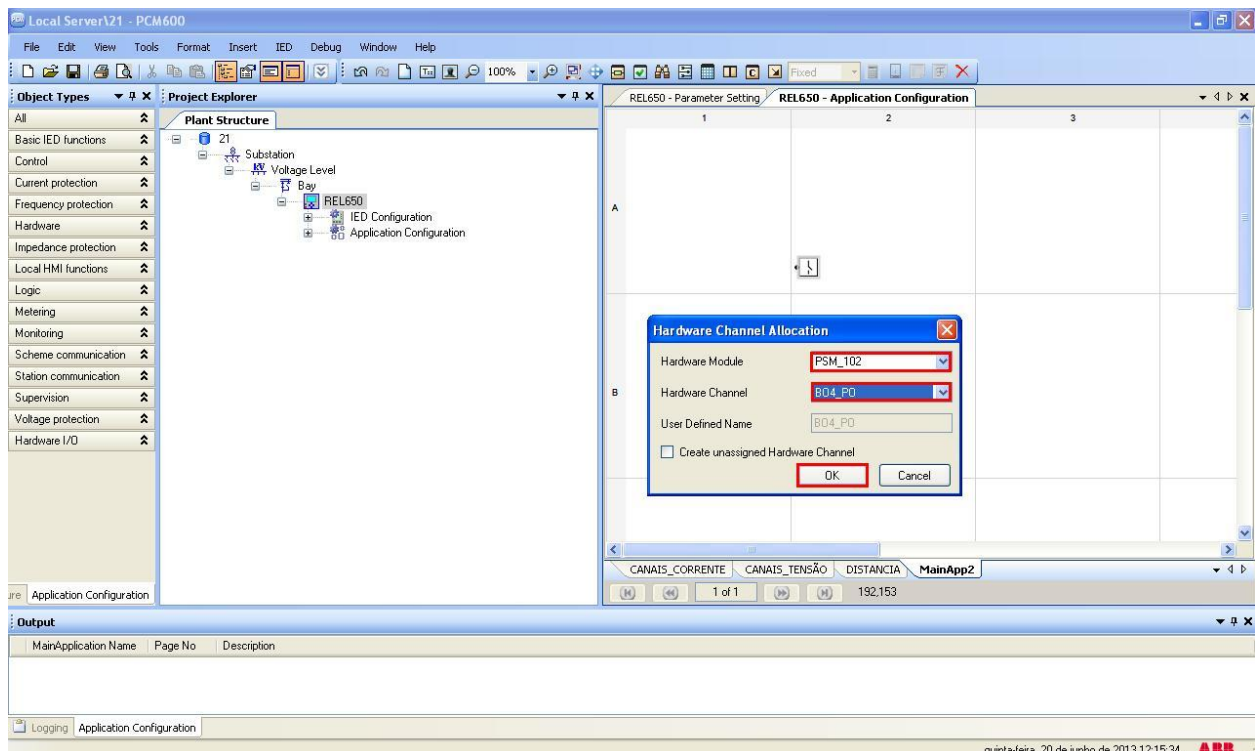 Local Server\21 - PCM600
File Edit View Tools Format Insert IED Debug Window Help
100%
Fixed
Object Types
All
Basic IED functions
Control
Current protection
Frequency protection
Hardware
Impedance protection
Local HMI functions
Logic
Metering
Monitoring
Scheme communication
Station communication
Supervision
Voltage protection
Hardware I/O
ure Application Configuration
Project Explorer
Plant Structure
21
Substation
Voltage Level
Bay
REL650
IED Configuration
Application Configuration
REL650 - Parameter Setting REL650 - Application Configuration
1 2 3
A
B
Hardware Channel Allocation
Hardware Module PSM_102
Hardware Channel BO4_PO
User Defined Name BO4_PO
Create unassigned Hardware Channel
OK Cancel
CANAIS_CORRENTE CANAIS_TENSÃO DISTANCIA MainApp2
1 of 1 192,153
Output
MainApplication Name Page No Description
Logging Application Configuration
quinta-feira, 20 de junho de 2013 12:15:34 ABB